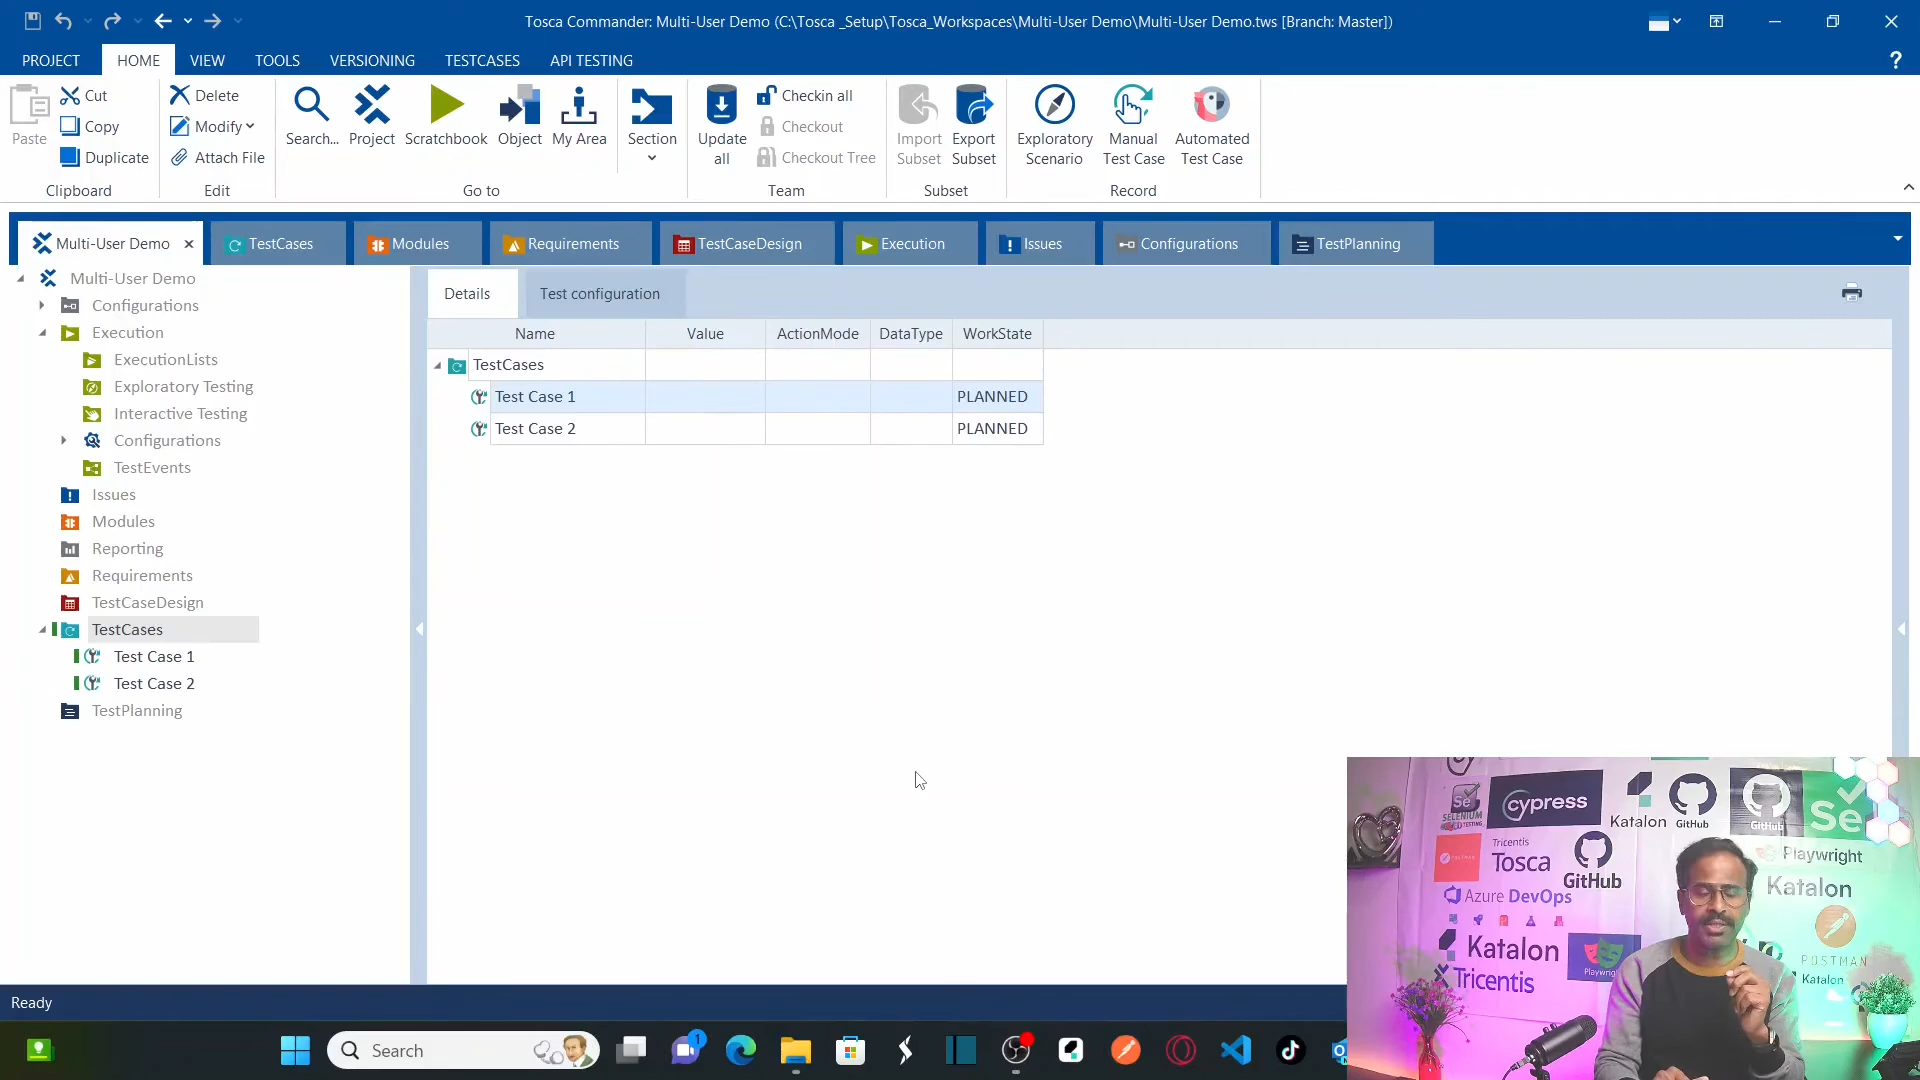 Tosca Commander: Multi-User Demo (C:\Tosca _Setup\Tosca_Workspaces\Multi-User Demo\Multi-User Demo.tws [Branch: Master])
PROJECT HOME VIEW TOOLS VERSIONING TESTCASES API TESTING ?
Paste
Cut
Copy
Duplicate
Clipboard
Delete
Modify
Attach File
Edit
Search...
Project
Scratchbook
Object
My Area
Section
Go to
Update all
Checkin all
Checkout
Checkout Tree
Team
Import Subset
Export Subset
Subset
Exploratory Scenario
Manual Test Case
Automated Test Case
Record
Multi-User Demo TestCases Modules Requirements TestCaseDesign Execution Issues Configurations TestPlanning
Multi-User Demo
Configurations
Execution
ExecutionLists
Exploratory Testing
Interactive Testing
Configurations
TestEvents
Issues
Modules
Reporting
Requirements
TestCaseDesign
TestCases
Test Case 1
Test Case 2
TestPlanning
Details Test configuration
Name Value ActionMode DataType WorkState
TestCases
Test Case 1 PLANNED
Test Case 2 PLANNED
Ready
Search
1
cypress
Katalon
GitHub
GitHub
Se
SELENIUM
Tricentis
Tosca
GitHub
Playwright
Katalon
Azure DevOps
Katalon
Tricentis
POSTMAN
Katalon